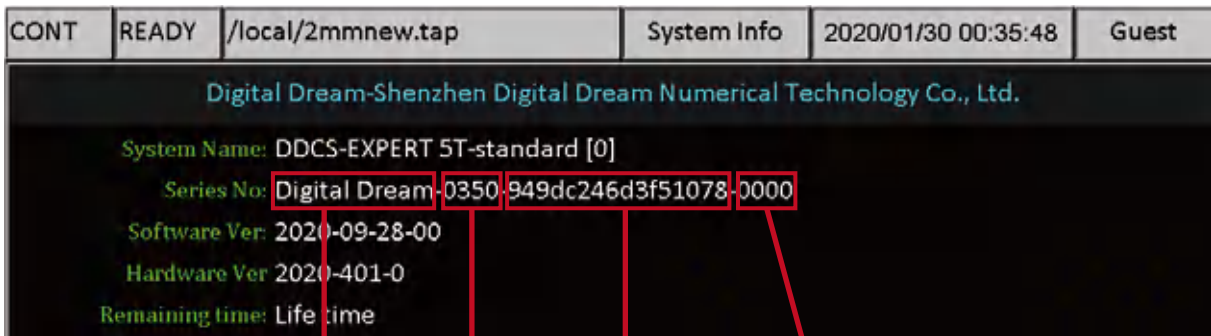 CONT READY /local/2mmnew.tap System Info 2020/01/30 00:35:48 Guest
Digital Dream-Shenzhen Digital Dream Numerical Technology Co., Ltd.
System Name: DDCS-EXPERT 5T-standard [0]
Series No: Digital Dream-0350-949dc246d3f51078-0000
Software Ver: 2020-09-28-00
Hardware Ver 2020-401-0
Remaining time: Life time